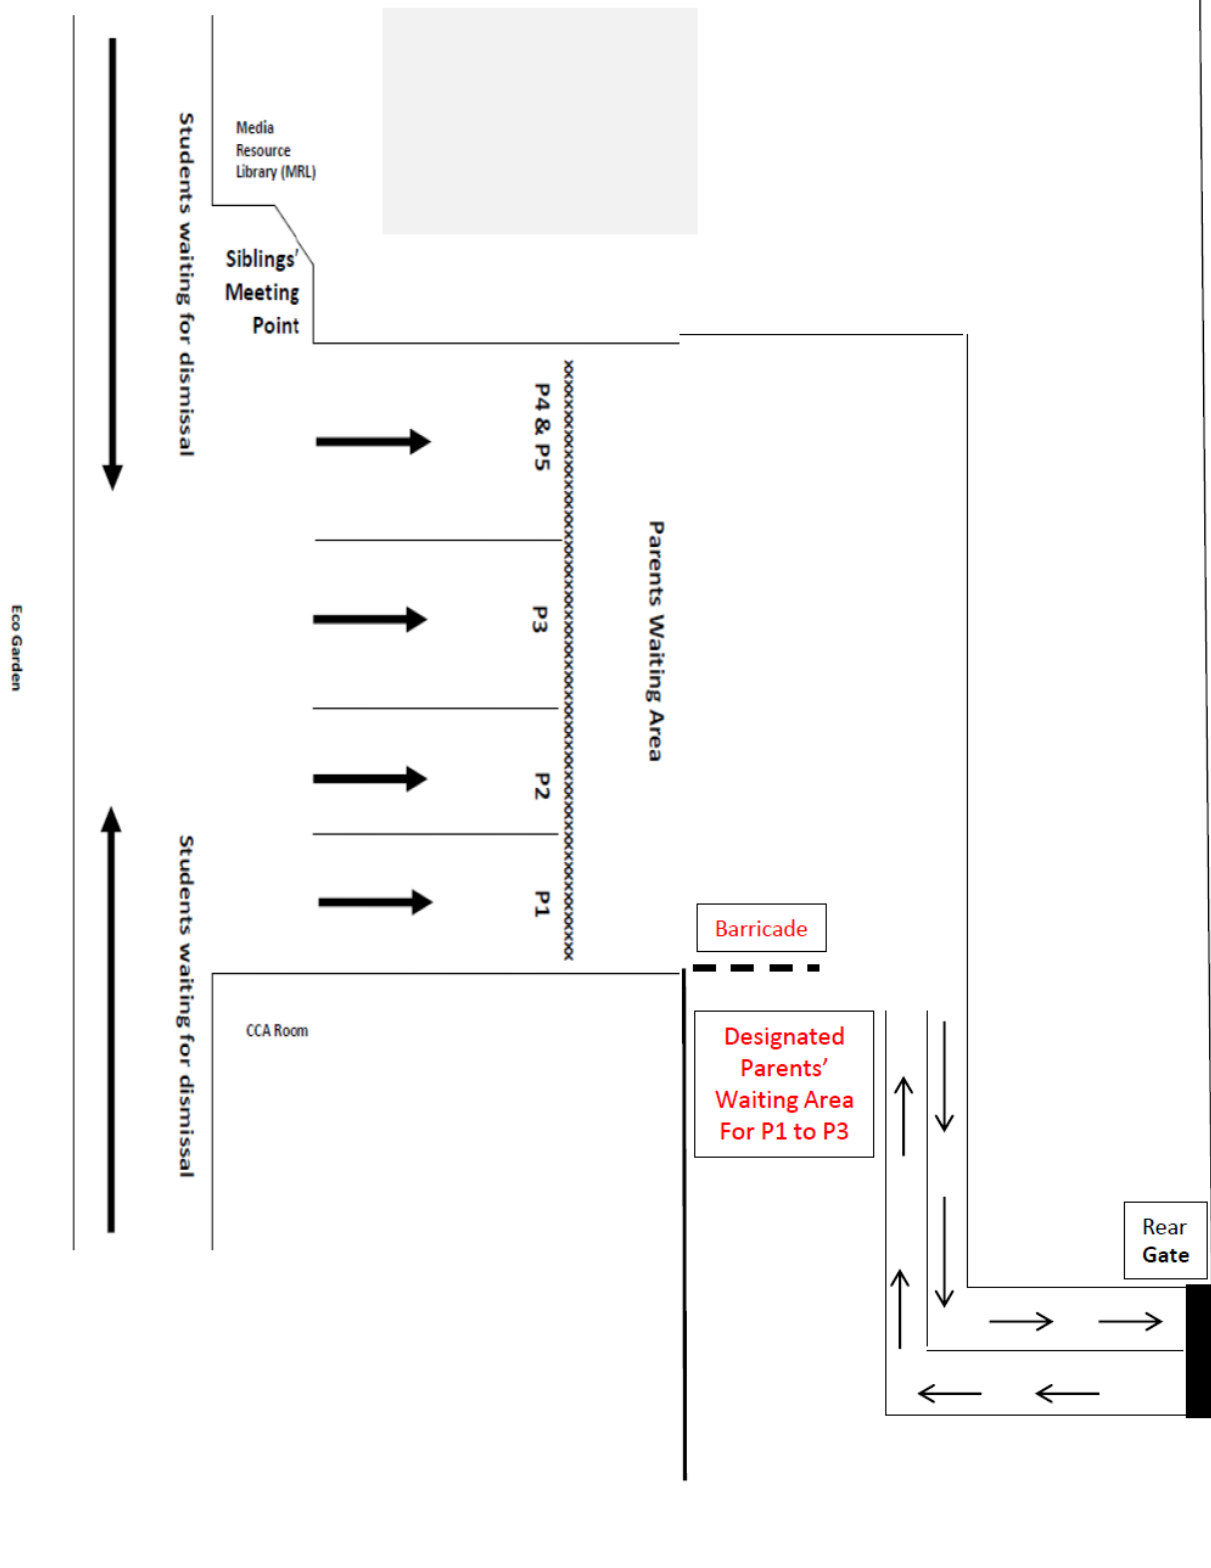 Media
Resource
Library (MRL)
Students waiting for dismissal
Siblings'
Meeting
Point
P4 & P5
xxxxxxxxxxxxxxxxxxxxxxxxxxxxxxxxxxxxxxxxxxxxxxxxxxxxxxxxxxxxxxxxxxxxxx
Parents Waiting Area
Eco Garden
P3
P2
Students waiting for dismissal
P1
Barricade
CCA Room
Designated
Parents’
Waiting Area
For P1 to P3
Rear
Gate